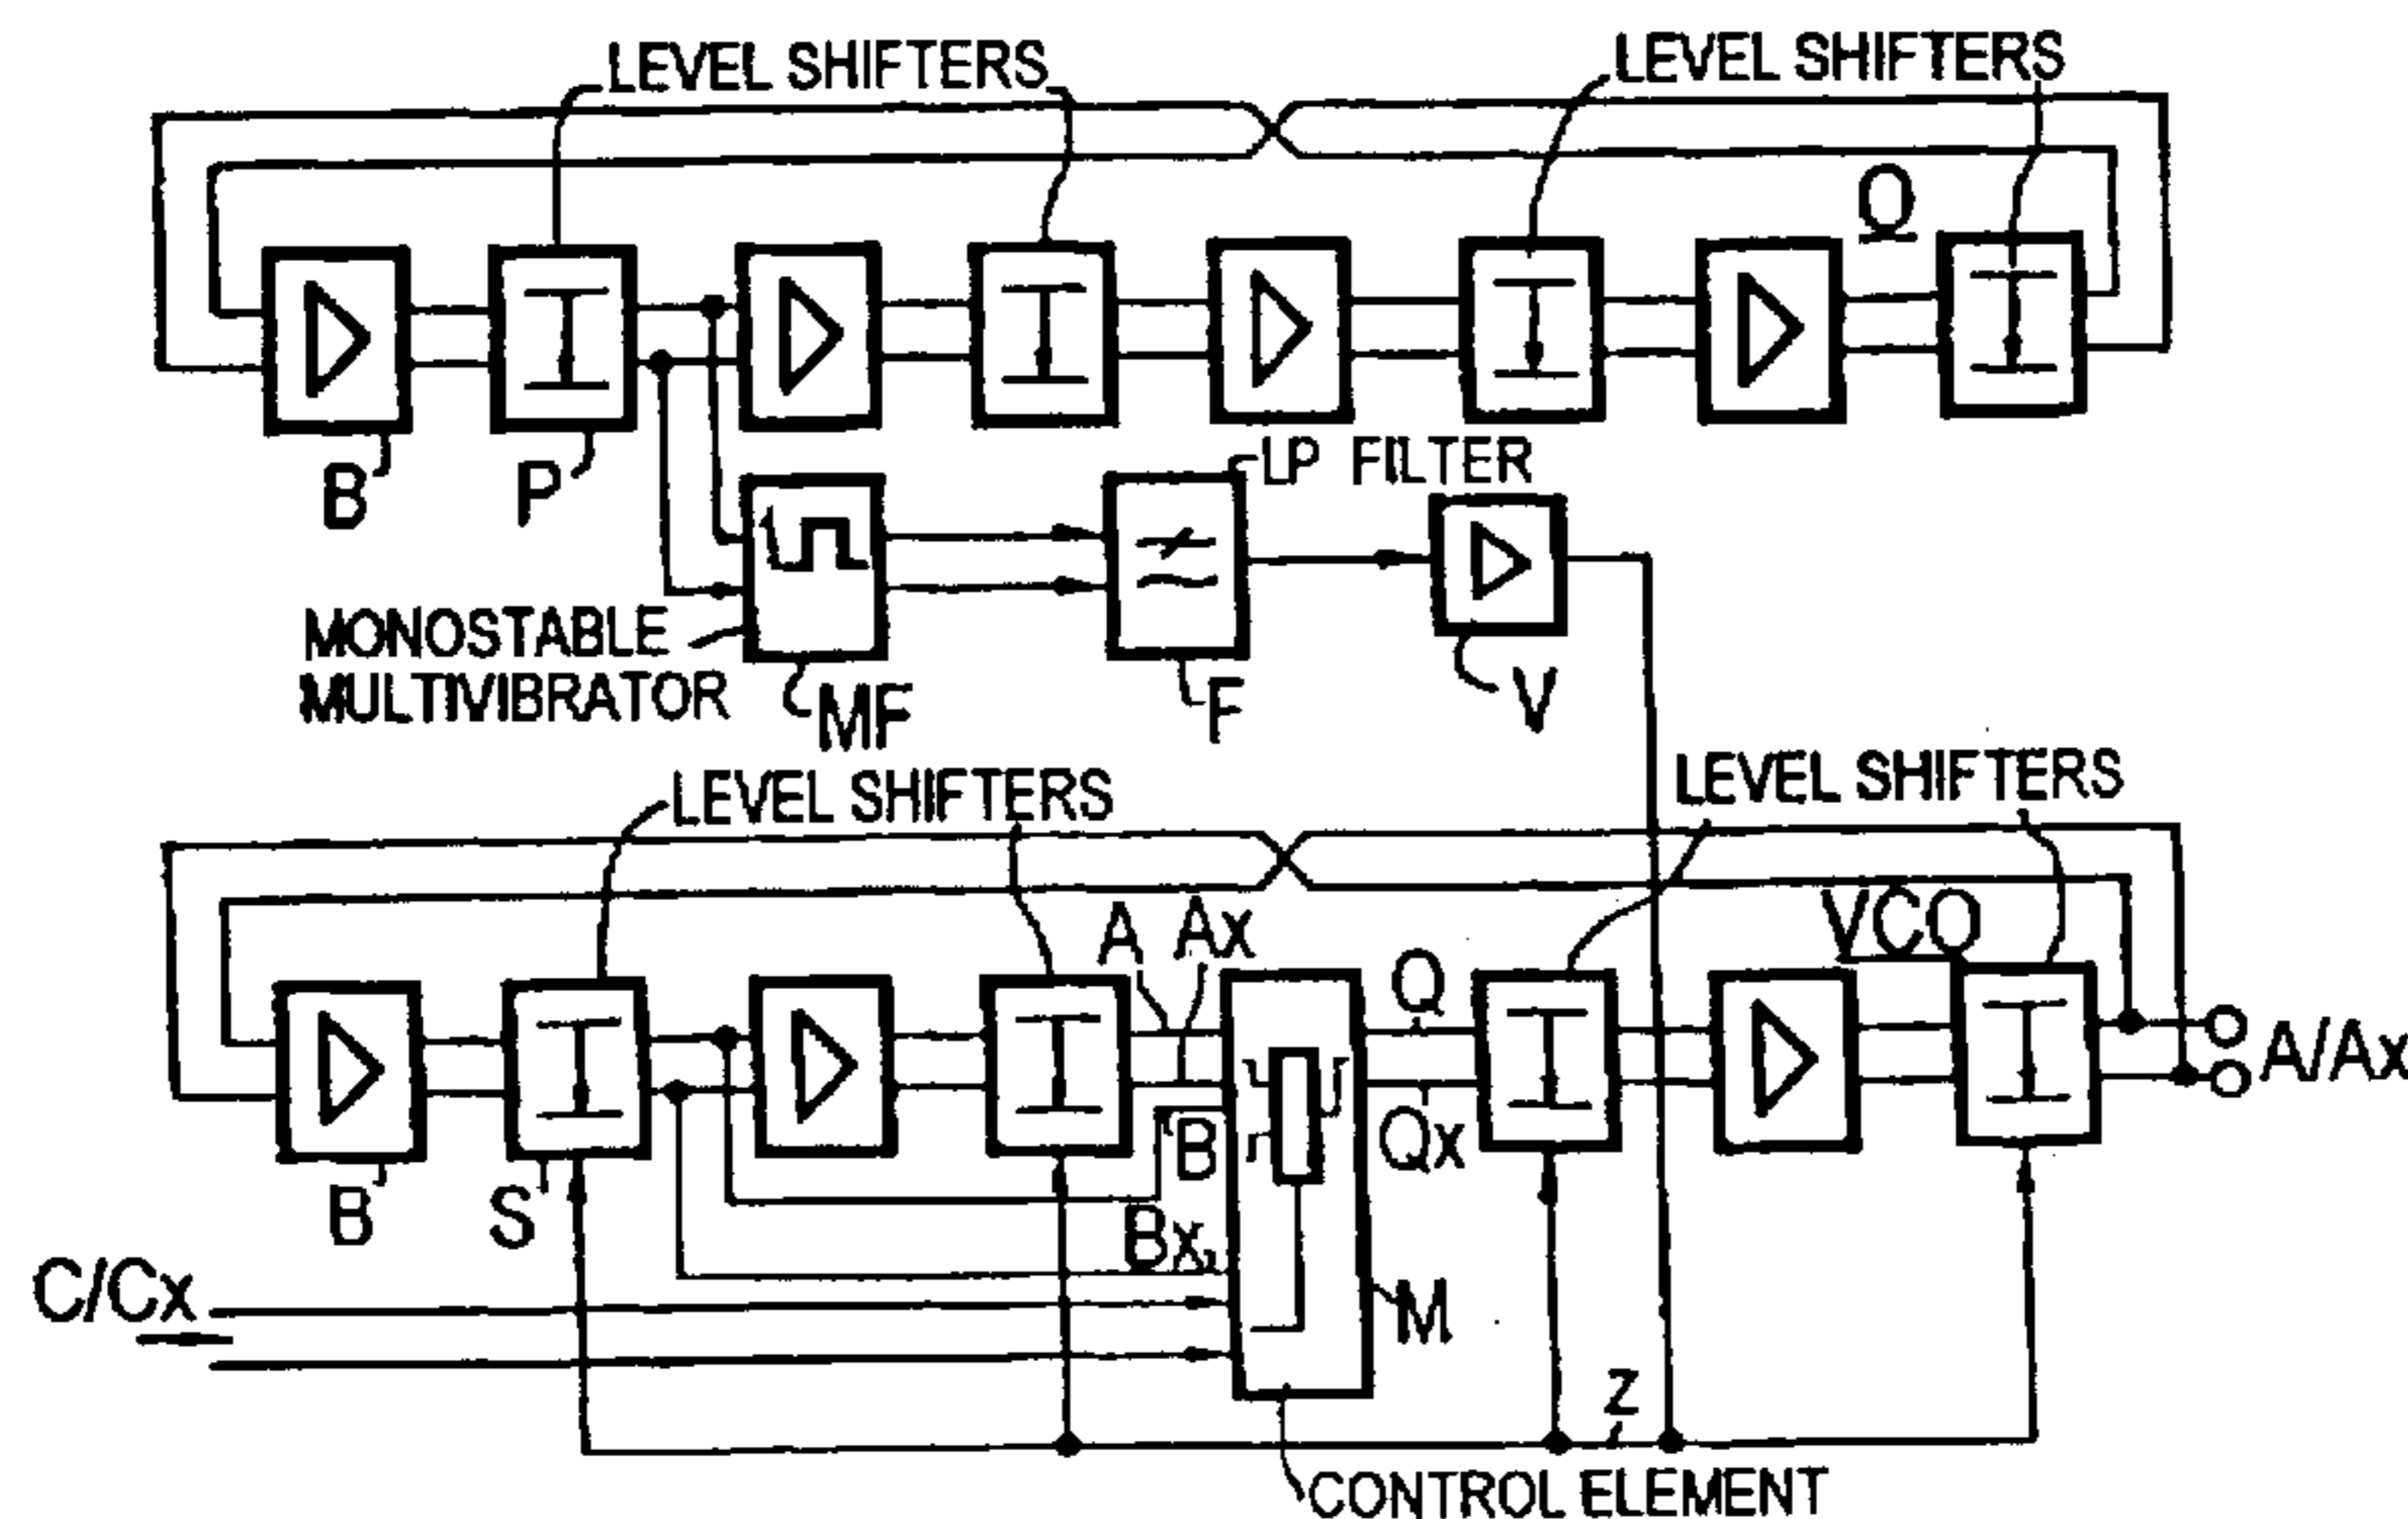 LEVEL SHIFTERS
LEVEL SHIFTERS
O
B
P
LP FILTER
MONOSTABLE
MULTIVIBRATOR
MF
F
V
LEVEL SHIFTERS
LEVEL SHIFTERS
A
Ax
Q
VCO
A/Ax
B
Qx
B
S
Bx
C/Cx
M
Z
CONTROL ELEMENT